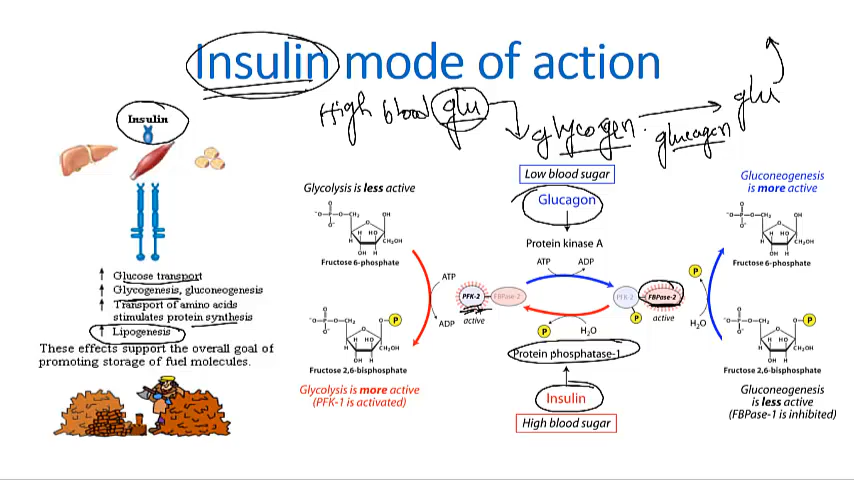 Insulin mode of action
High blood glu
glycogen
glucagon
glu
Insulin
Glucose transport
Glycogenesis, gluconeogenesis
Transport of amino acids
stimulates protein synthesis
Lipogenesis
These effects support the overall goal of
promoting storage of fuel molecules.
Glycolysis is less active
Fructose 6-phosphate
ATP
ADP
Fructose 2,6-bisphosphate
Glycolysis is more active
(PFK-1 is activated)
Low blood sugar
Glucagon
Protein kinase A
ATP ADP
PFK-2 FBPase-2
active
PFK-2 FBPase-2
P active
P H₂O
Protein phosphatase-1
Insulin
High blood sugar
Gluconeogenesis
is more active
Fructose 6-phosphate
P
H₂O
Fructose 2,6-bisphosphate
Gluconeogenesis
is less active
(FBPase-1 is inhibited)